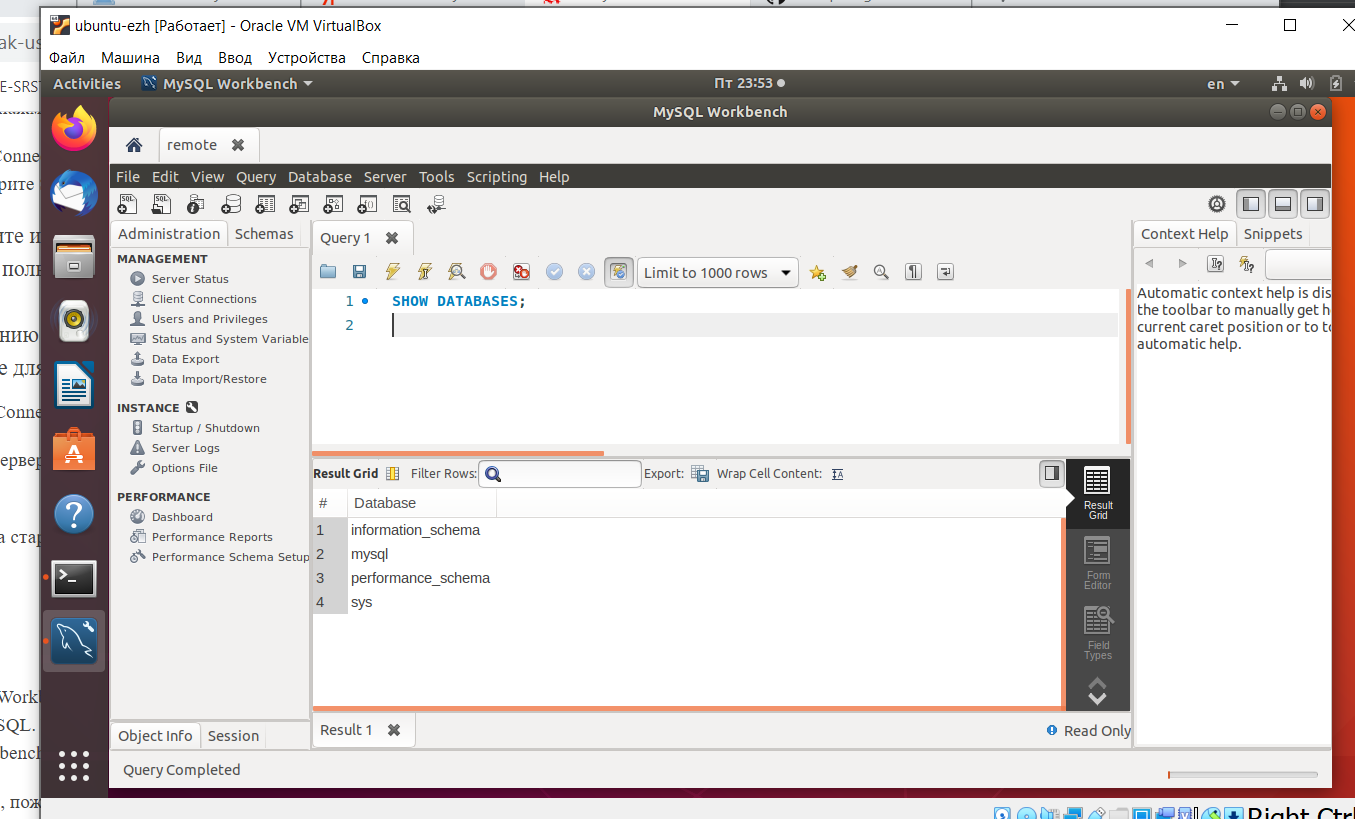 ubuntu-ezh [Работает] - Oracle VM VirtualBox
Файл Машина Вид Ввод Устройства Справка
Activities MySQL Workbench Пт 23:53 en
MySQL Workbench
remote
File Edit View Query Database Server Tools Scripting Help
Administration Schemas
MANAGEMENT
Server Status
Client Connections
Users and Privileges
Status and System Variable
Data Export
Data Import/Restore
INSTANCE
Startup / Shutdown
Server Logs
Options File
PERFORMANCE
Dashboard
Performance Reports
Performance Schema Setup
Object Info Session
Query 1
Limit to 1000 rows
1 SHOW DATABASES;
2
Result Grid Filter Rows: Export: Wrap Cell Content:
# Database
1 information_schema
2 mysql
3 performance_schema
4 sys
Result Grid
Form Editor
Field Types
Result 1 Read Only
Context Help Snippets
Automatic context help is dis
the toolbar to manually get h
current caret position or to to
automatic help.
Query Completed
Right Ctrl